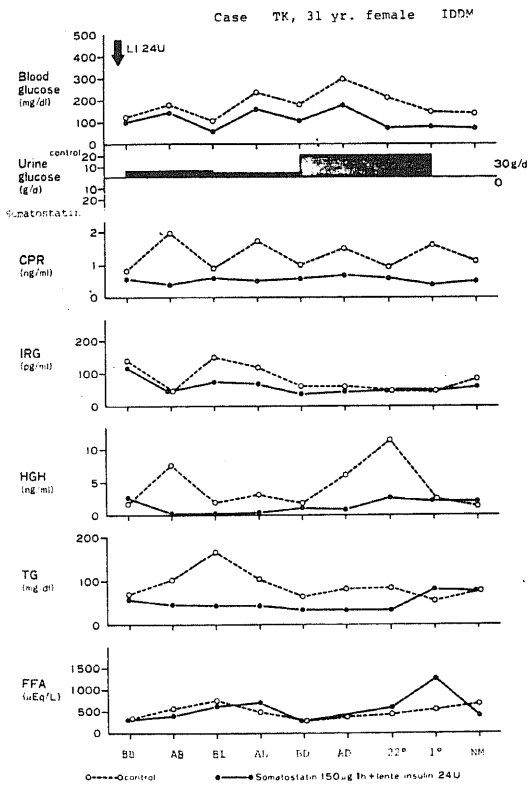 Case TK, 31 yr. female IDDM
LI 24U
Blood glucose (mg/dl)
500
400
300
200
100
0
control
Urine glucose (g/d)
20
10
10
20
30 g/d
0
Somatostatin
CPR (ng/ml)
2
1
0
IRG (pg/ml)
200
100
0
HGH (ng/ml)
10
5
0
TG (mg/dl)
200
100
0
FFA (μEq/L)
1500
1000
500
0
BB AB BL AL BD AD 22° 1° NM
control Somatostatin 150μg 1h + lente insulin 24U